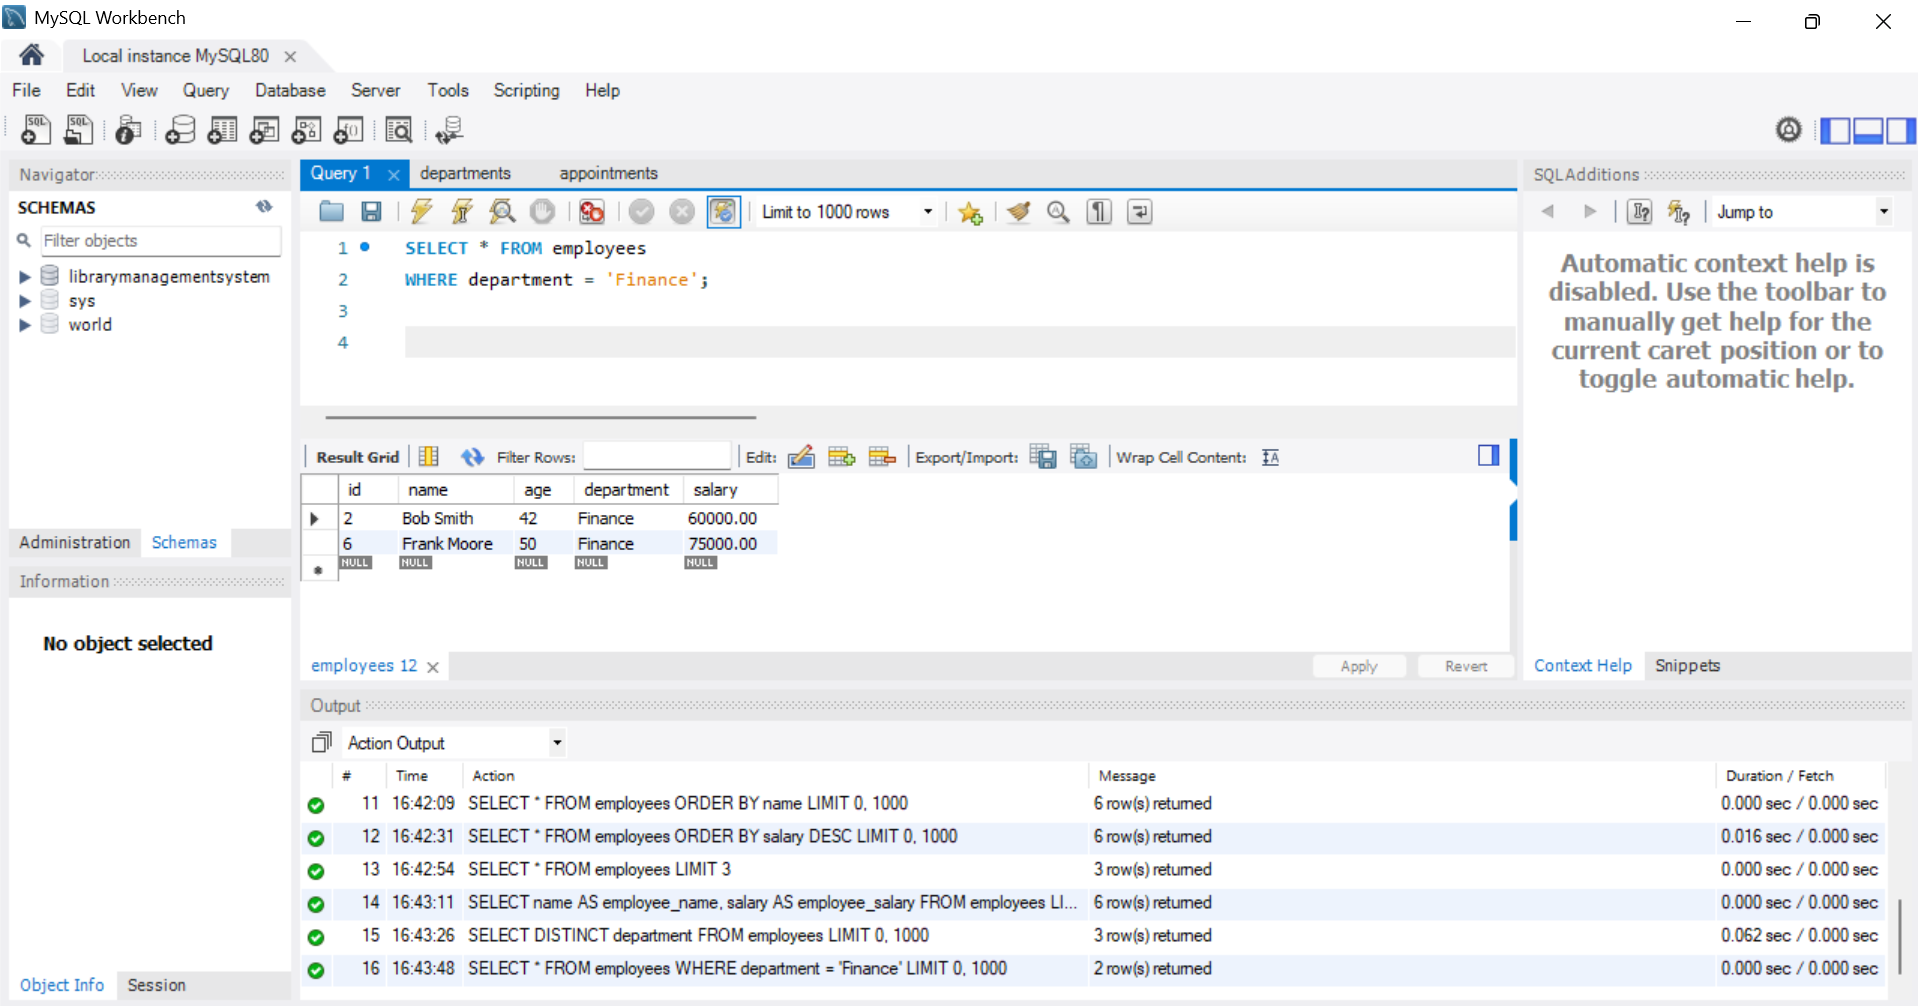 MySQL Workbench
Local instance MySQL80
File Edit View Query Database Server Tools Scripting Help
Navigator
SCHEMAS
Filter objects
librarymanagementsystem
sys
world
Administration Schemas
Information
No object selected
Object Info Session
Query 1 departments appointments
Limit to 1000 rows
1 SELECT * FROM employees
2 WHERE department = 'Finance';
3
4
Result Grid Filter Rows: Edit: Export/Import: Wrap Cell Content:
id name age department salary
2 Bob Smith 42 Finance 60000.00
6 Frank Moore 50 Finance 75000.00
NULL NULL NULL NULL NULL
employees 12 Apply Revert
SQLAdditions
Jump to
Automatic context help is
disabled. Use the toolbar to
manually get help for the
current caret position or to
toggle automatic help.
Context Help Snippets
Output
Action Output
# Time Action Message Duration / Fetch
11 16:42:09 SELECT * FROM employees ORDER BY name LIMIT 0, 1000 6 row(s) returned 0.000 sec / 0.000 sec
12 16:42:31 SELECT * FROM employees ORDER BY salary DESC LIMIT 0, 1000 6 row(s) returned 0.016 sec / 0.000 sec
13 16:42:54 SELECT * FROM employees LIMIT 3 3 row(s) returned 0.000 sec / 0.000 sec
14 16:43:11 SELECT name AS employee_name, salary AS employee_salary FROM employees LI... 6 row(s) returned 0.000 sec / 0.000 sec
15 16:43:26 SELECT DISTINCT department FROM employees LIMIT 0, 1000 3 row(s) returned 0.062 sec / 0.000 sec
16 16:43:48 SELECT * FROM employees WHERE department = 'Finance' LIMIT 0, 1000 2 row(s) returned 0.000 sec / 0.000 sec